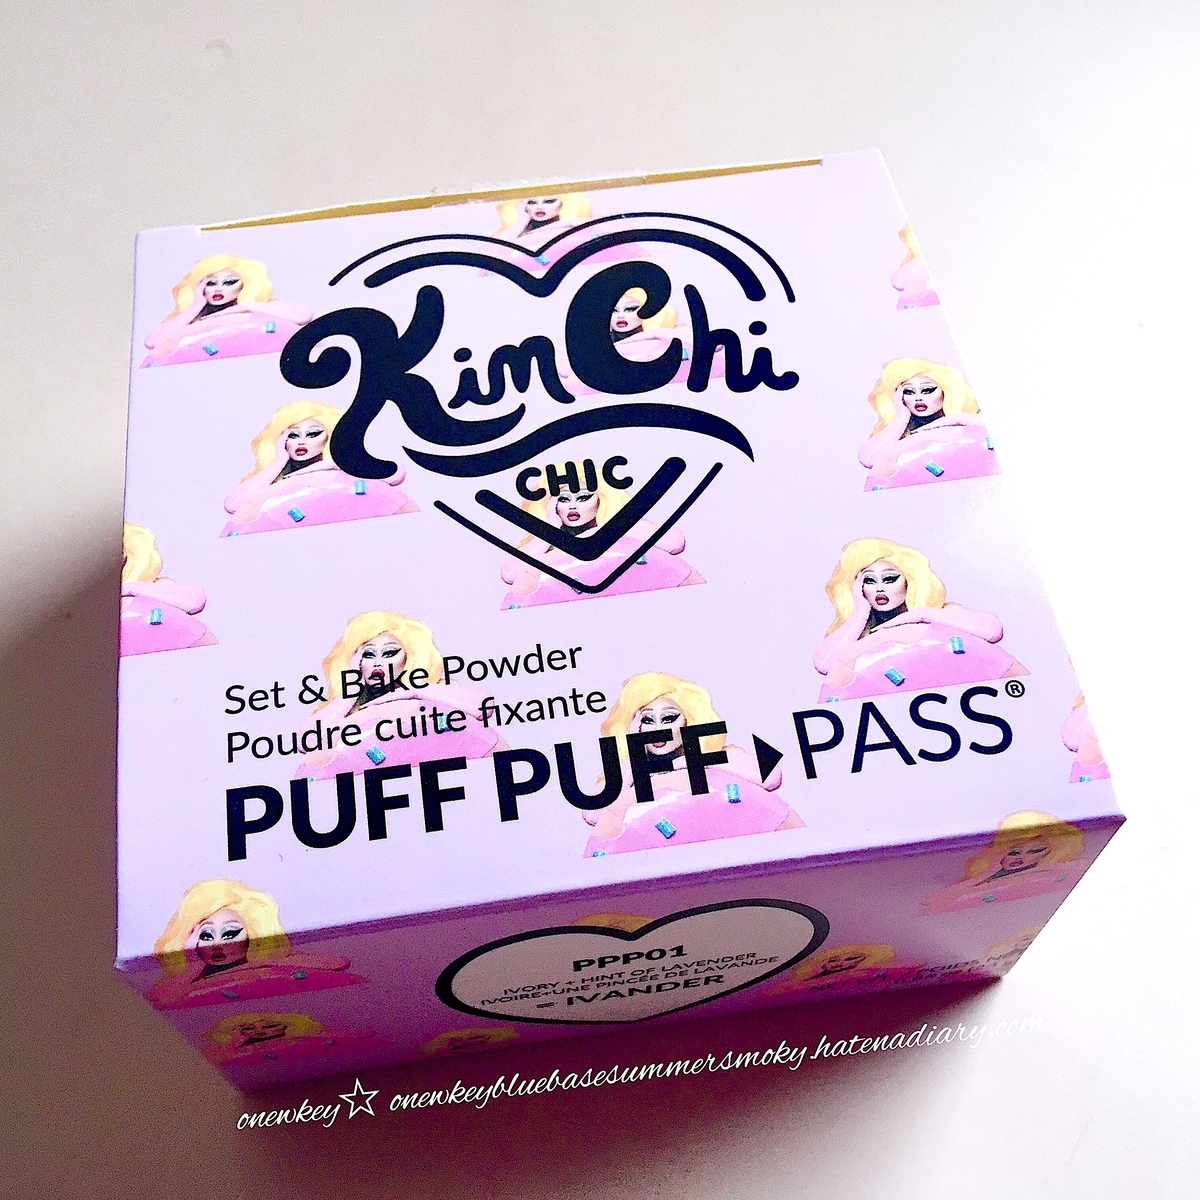 KimChi
CHIC
Set & Bake Powder
Poudre cuite fixante
PUFF PUFF ▸PASS®
PPP01
IVORY + HINT OF LAVENDER
IVOIRE+UNE PINCÉE DE LAVANDE
= IVANDER
onewkey☆ onewkeybluebasesummersmoky.hatenadiary.com